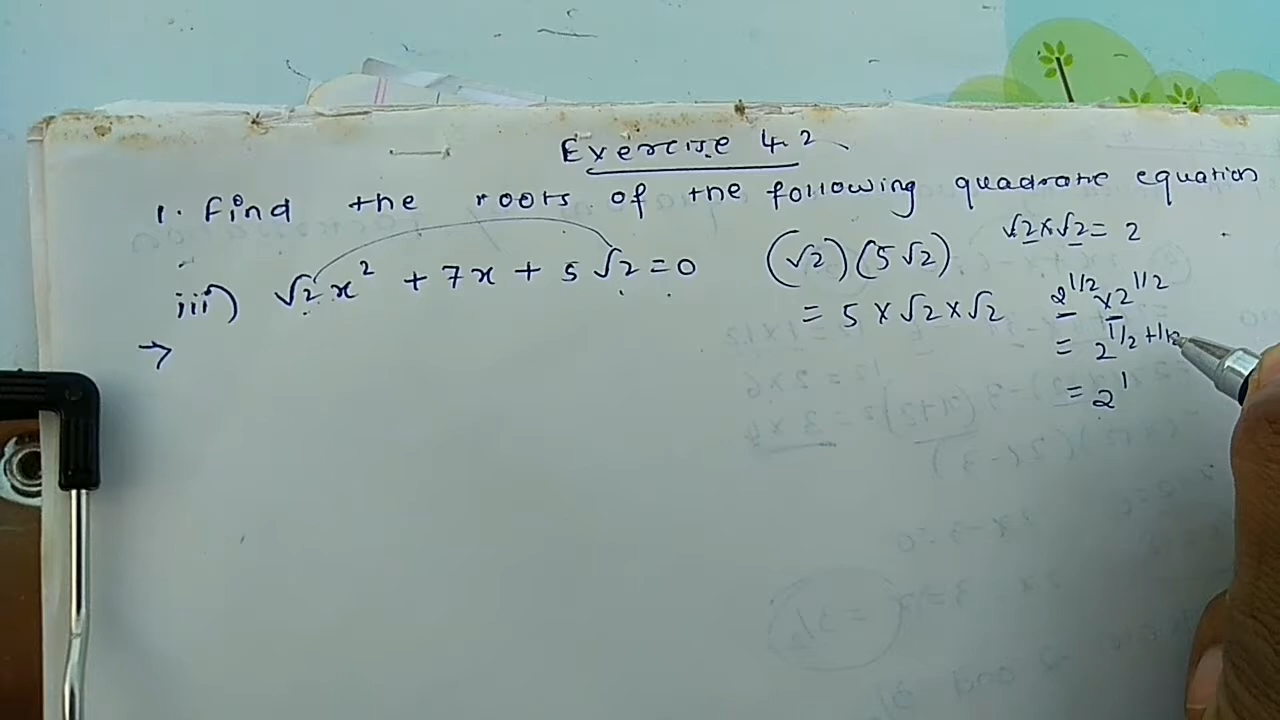 Exercise 4.2
1. Find the roots of the following quadratic equation
iii) √2x² + 7x + 5√2 = 0
→
(√2)(5√2)
= 5 × √2 × √2
√2 × √2 = 2
2^1/2 × 2^1/2
= 2^1/2 + 1/2
= 2^1